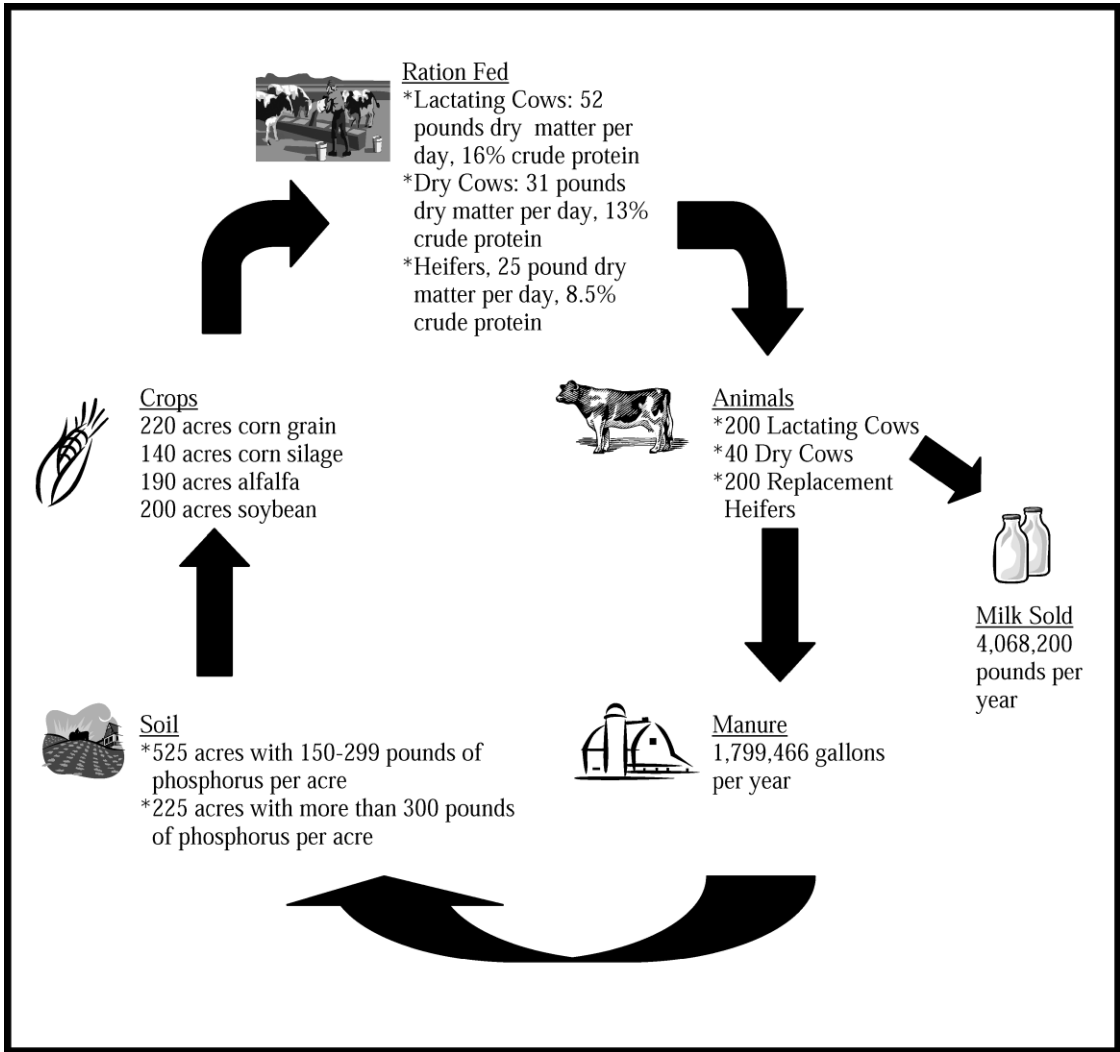 Ration Fed
*Lactating Cows: 52
pounds dry matter per
day, 16% crude protein
*Dry Cows: 31 pounds
dry matter per day, 13%
crude protein
*Heifers, 25 pound dry
matter per day, 8.5%
crude protein
Crops
220 acres corn grain
140 acres corn silage
190 acres alfalfa
200 acres soybean
Animals
*200 Lactating Cows
*40 Dry Cows
*200 Replacement
Heifers
Milk Sold
4,068,200
pounds per
year
Soil
*525 acres with 150-299 pounds of
phosphorus per acre
*225 acres with more than 300 pounds
of phosphorus per acre
Manure
1,799,466 gallons
per year